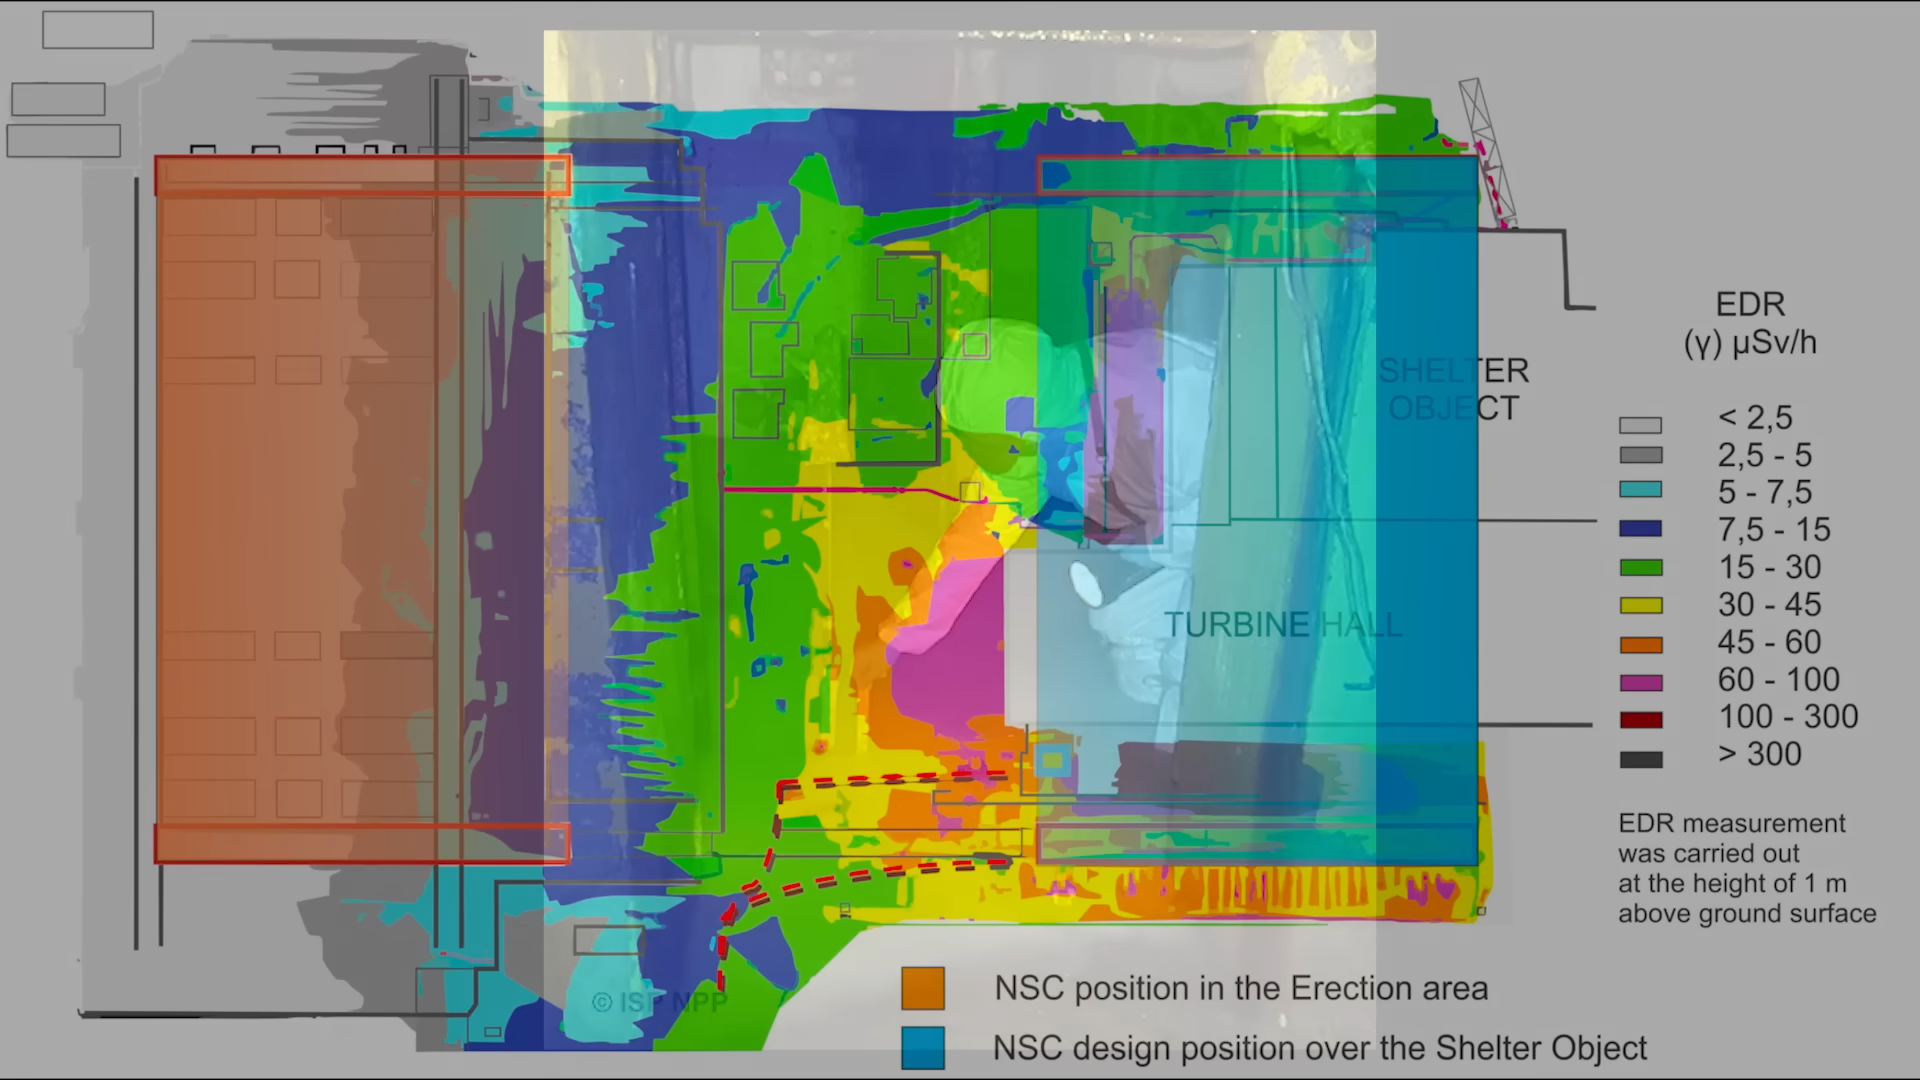 EDR
(γ) µSv/h
SHELTER
OBJECT
< 2,5
2,5 - 5
5 - 7,5
7,5 - 15
15 - 30
30 - 45
45 - 60
60 - 100
100 - 300
> 300
TURBINE HALL
EDR measurement
was carried out
at the height of 1 m
above ground surface
© ISP NPP
NSC position in the Erection area
NSC design position over the Shelter Object